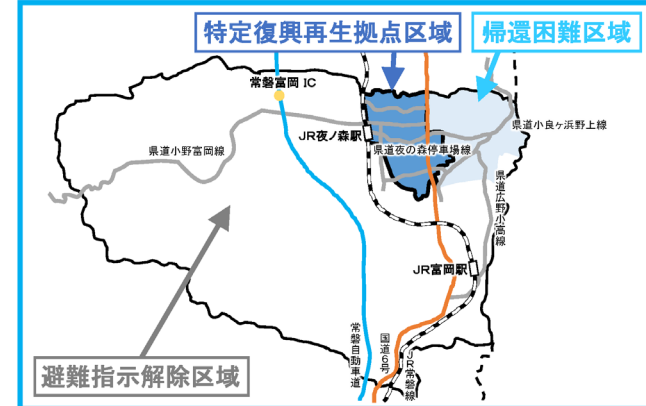 特定復興再生拠点区域
帰還困難区域
常磐富岡 IC
県道小良ヶ浜野上線
JR夜ノ森駅
県道小野富岡線
県道夜の森停車場線
県道広野小高線
JR富岡駅
常磐自動車道
国道6号
JR常磐線
避難指示解除区域